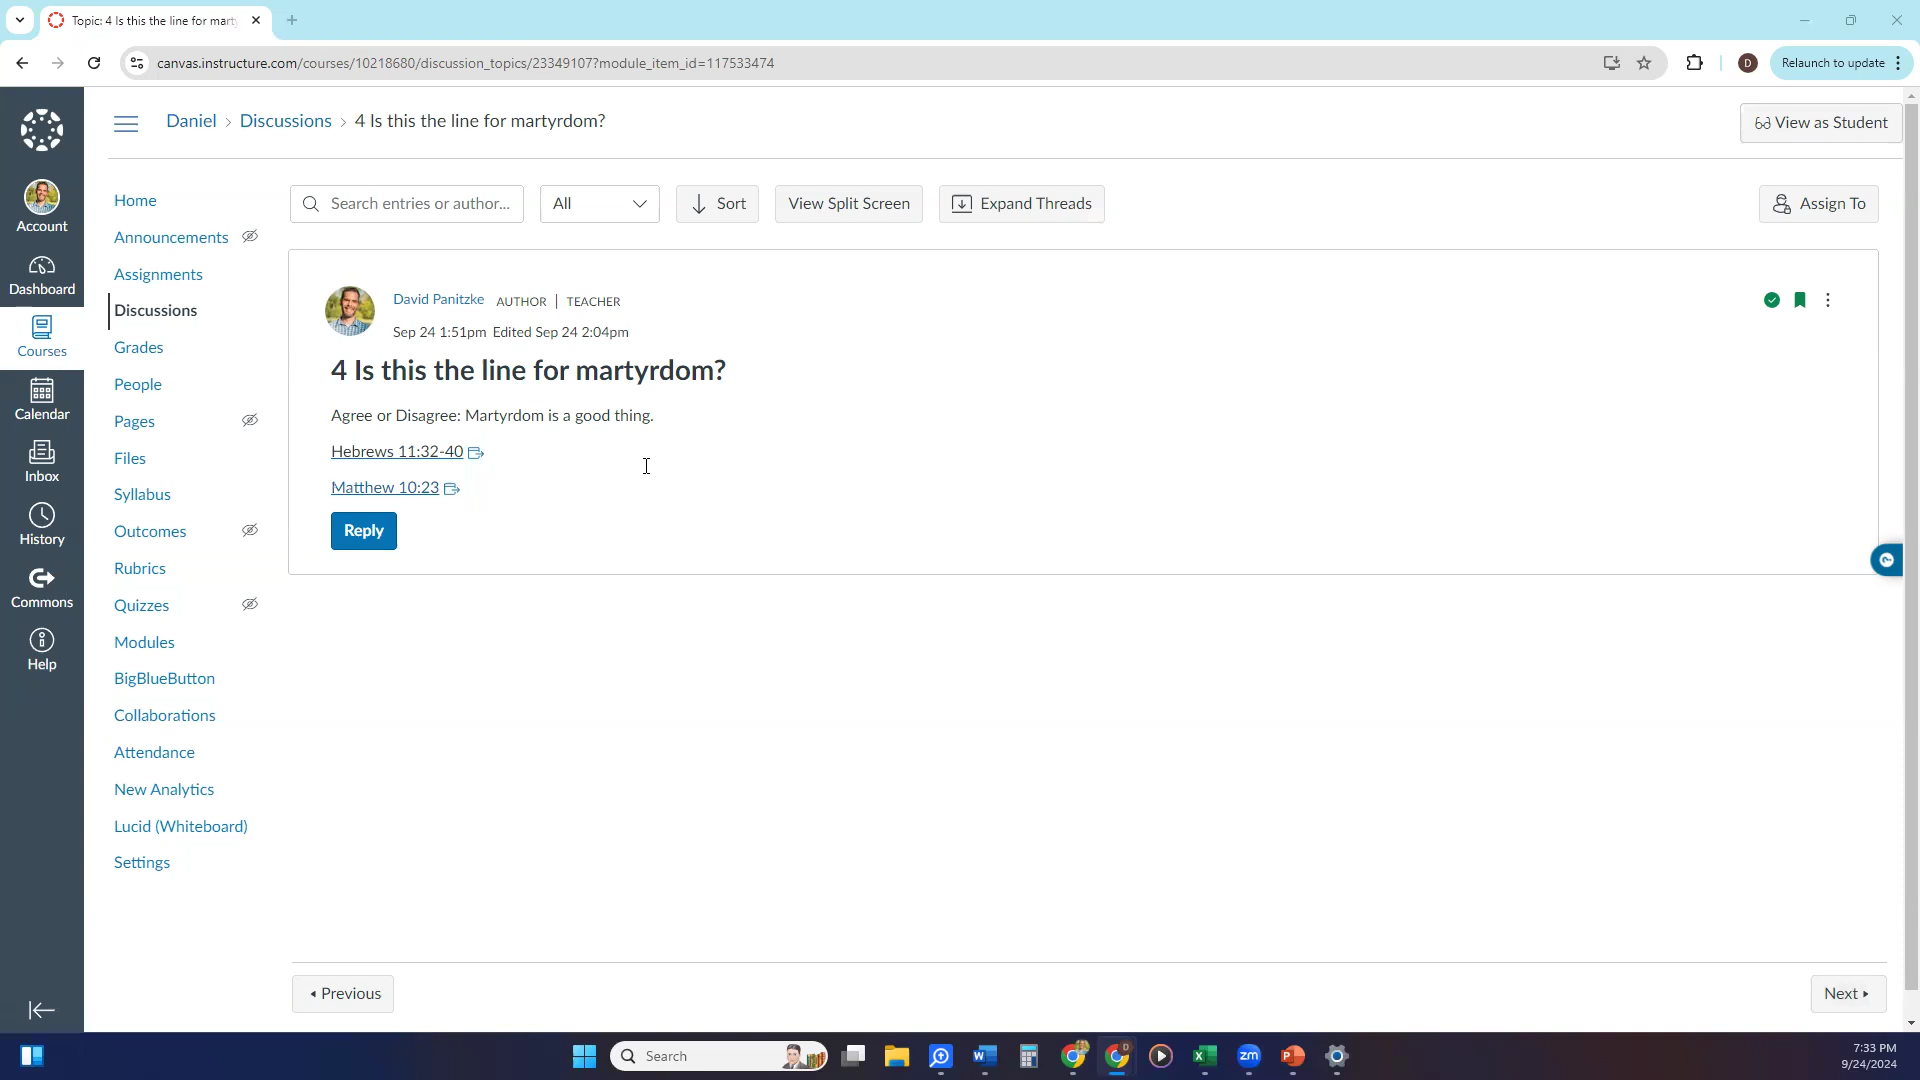 Topic: 4 Is this the line for mart
canvas.instructure.com/courses/10218680/discussion_topics/23349107?module_item_id=117533474
D
Relaunch to update
Daniel › Discussions › 4 Is this the line for martyrdom?
View as Student
Account
Dashboard
Courses
Calendar
Inbox
History
Commons
Help
Home
Announcements
Assignments
Discussions
Grades
People
Pages
Files
Syllabus
Outcomes
Rubrics
Quizzes
Modules
BigBlueButton
Collaborations
Attendance
New Analytics
Lucid (Whiteboard)
Settings
Search entries or author...
All
Sort
View Split Screen
Expand Threads
Assign To
David Panitzke AUTHOR | TEACHER
Sep 24 1:51pm Edited Sep 24 2:04pm
4 Is this the line for martyrdom?
Agree or Disagree: Martyrdom is a good thing.
Hebrews 11:32-40
Matthew 10:23
Reply
Previous
Next
Search
zm
7:33 PM
9/24/2024